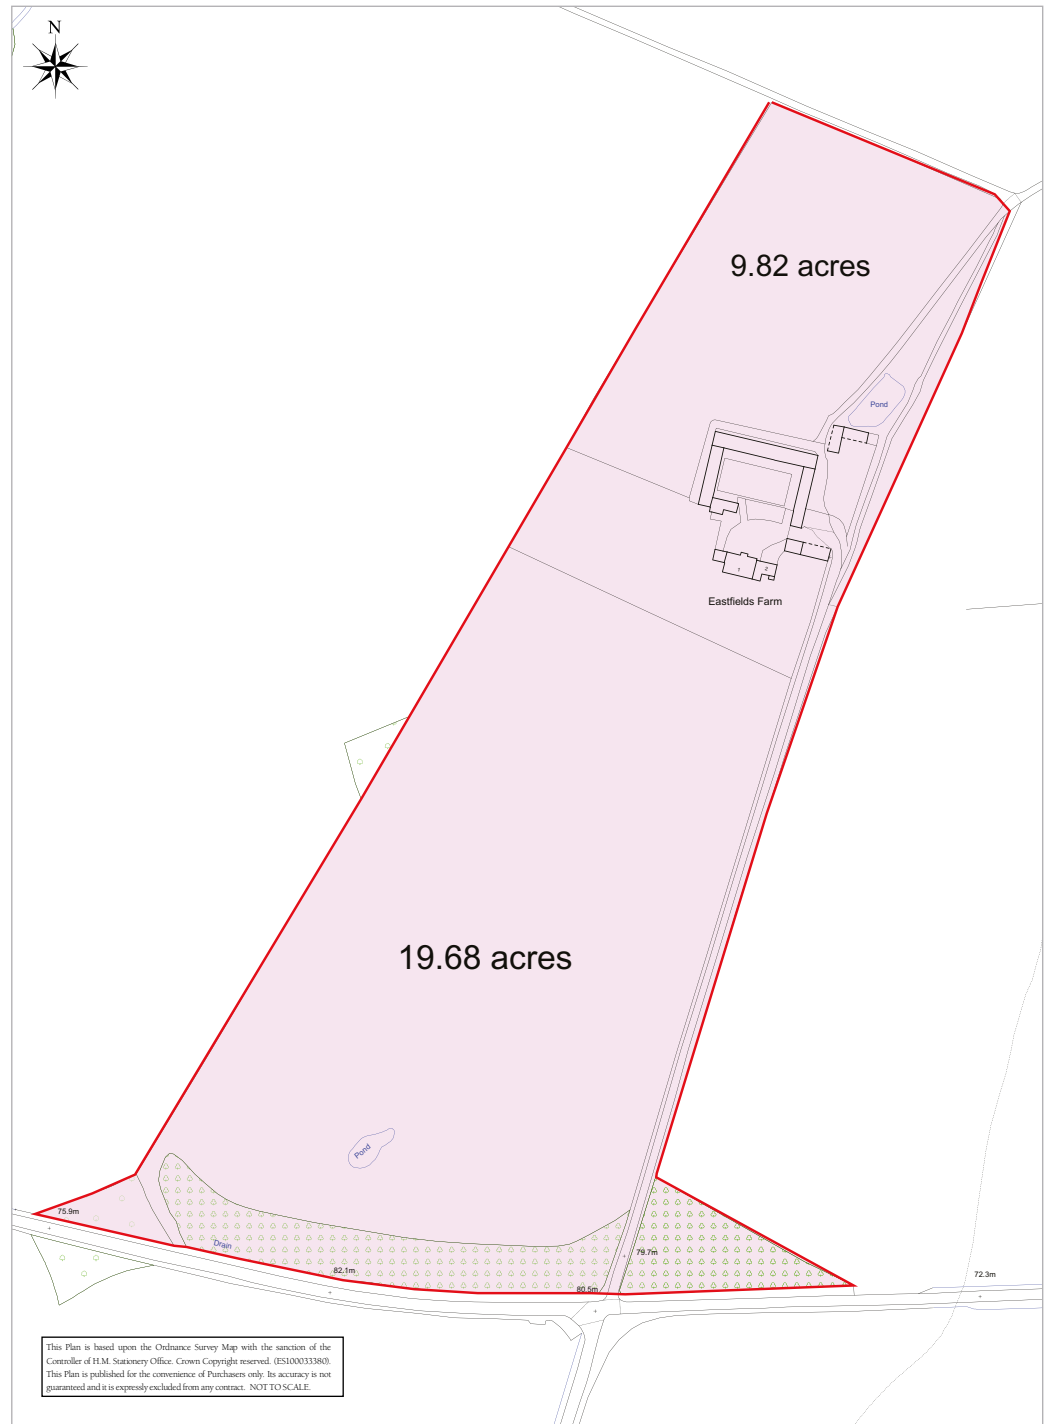 N
9.82 acres
Pond
1
2
Eastfields Farm
19.68 acres
Pond
75.9m
Drain
79.7m
82.1m
80.5m
72.3m
This Plan is based upon the Ordnance Survey Map with the sanction of the
Controller of H.M. Stationery Office. Crown Copyright reserved. (ES100033380).
This Plan is published for the convenience of Purchasers only. Its accuracy is not
guaranteed and it is expressly excluded from any contract. NOT TO SCALE.